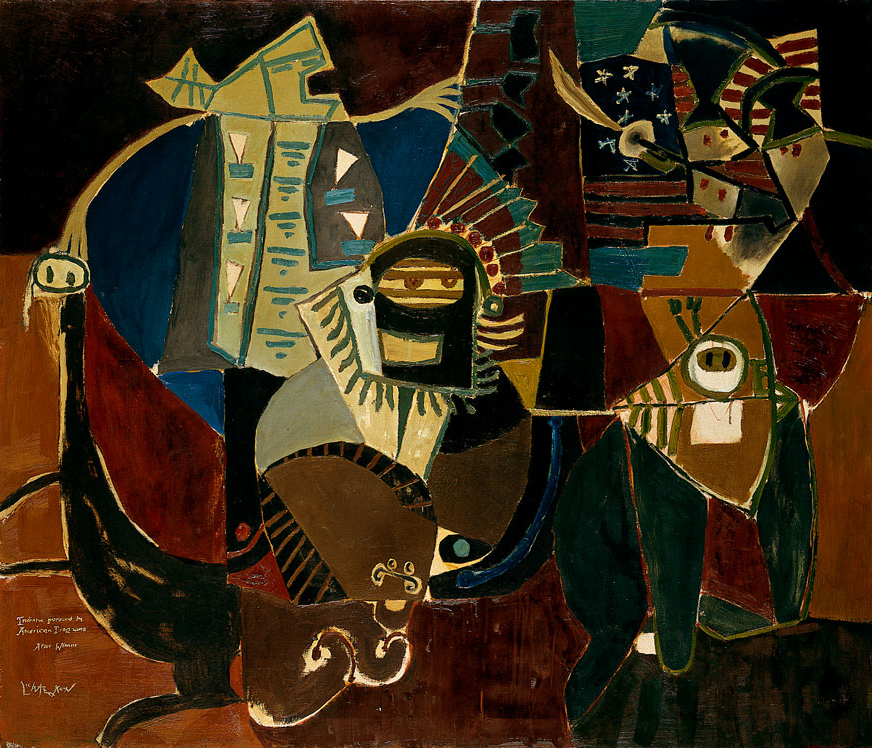 Indians pursued by
American Dragoons
After Wimar